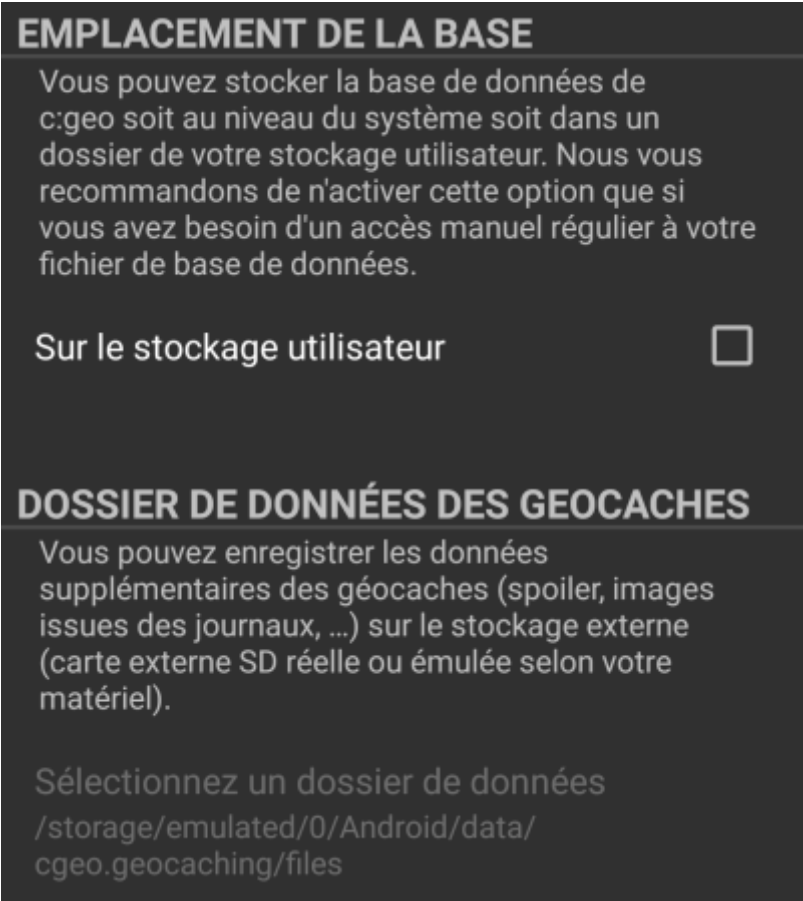 EMPLACEMENT DE LA BASE
Vous pouvez stocker la base de données de
c:geo soit au niveau du système soit dans un
dossier de votre stockage utilisateur. Nous vous
recommandons de n'activer cette option que si
vous avez besoin d'un accès manuel régulier à votre
fichier de base de données.
Sur le stockage utilisateur
DOSSIER DE DONNÉES DES GEOCACHES
Vous pouvez enregistrer les données
supplémentaires des géocaches (spoiler, images
issues des journaux, …) sur le stockage externe
(carte externe SD réelle ou émulée selon votre
matériel).
Sélectionnez un dossier de données
/storage/emulated/0/Android/data/
cgeo.geocaching/files